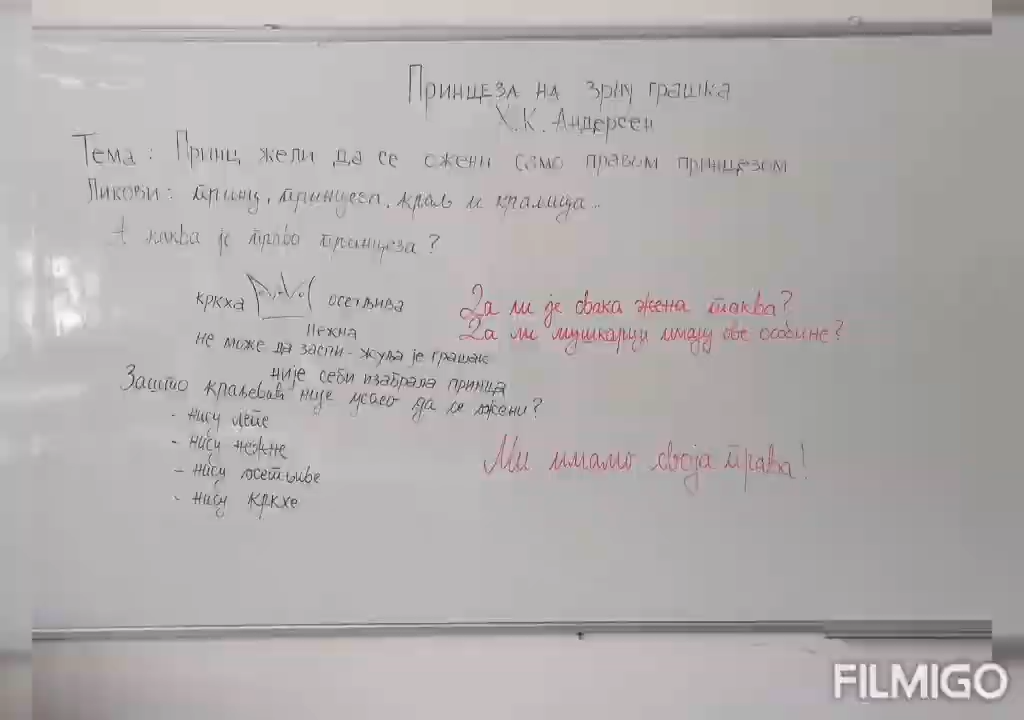 Принцеза на зрну грашка
Х.К. Андерсен
Тема: Принц жели да се ожени само правом принцезом
Ликови: принц, принцеза, краљ и краљица...
каква је права принцеза?
крхка
осетљива
нежна
не може да заспи - жуља је грашак
није себи изабрала принца
Зашто краљевић није успео да се ожени?
- нису лепе
- нису нежне
- нису осетљиве
- нису крхке
Да ли је свака жена таква?
Да ли мушкарци имају ове особине?
Ми имамо своја права!
FILMIGO